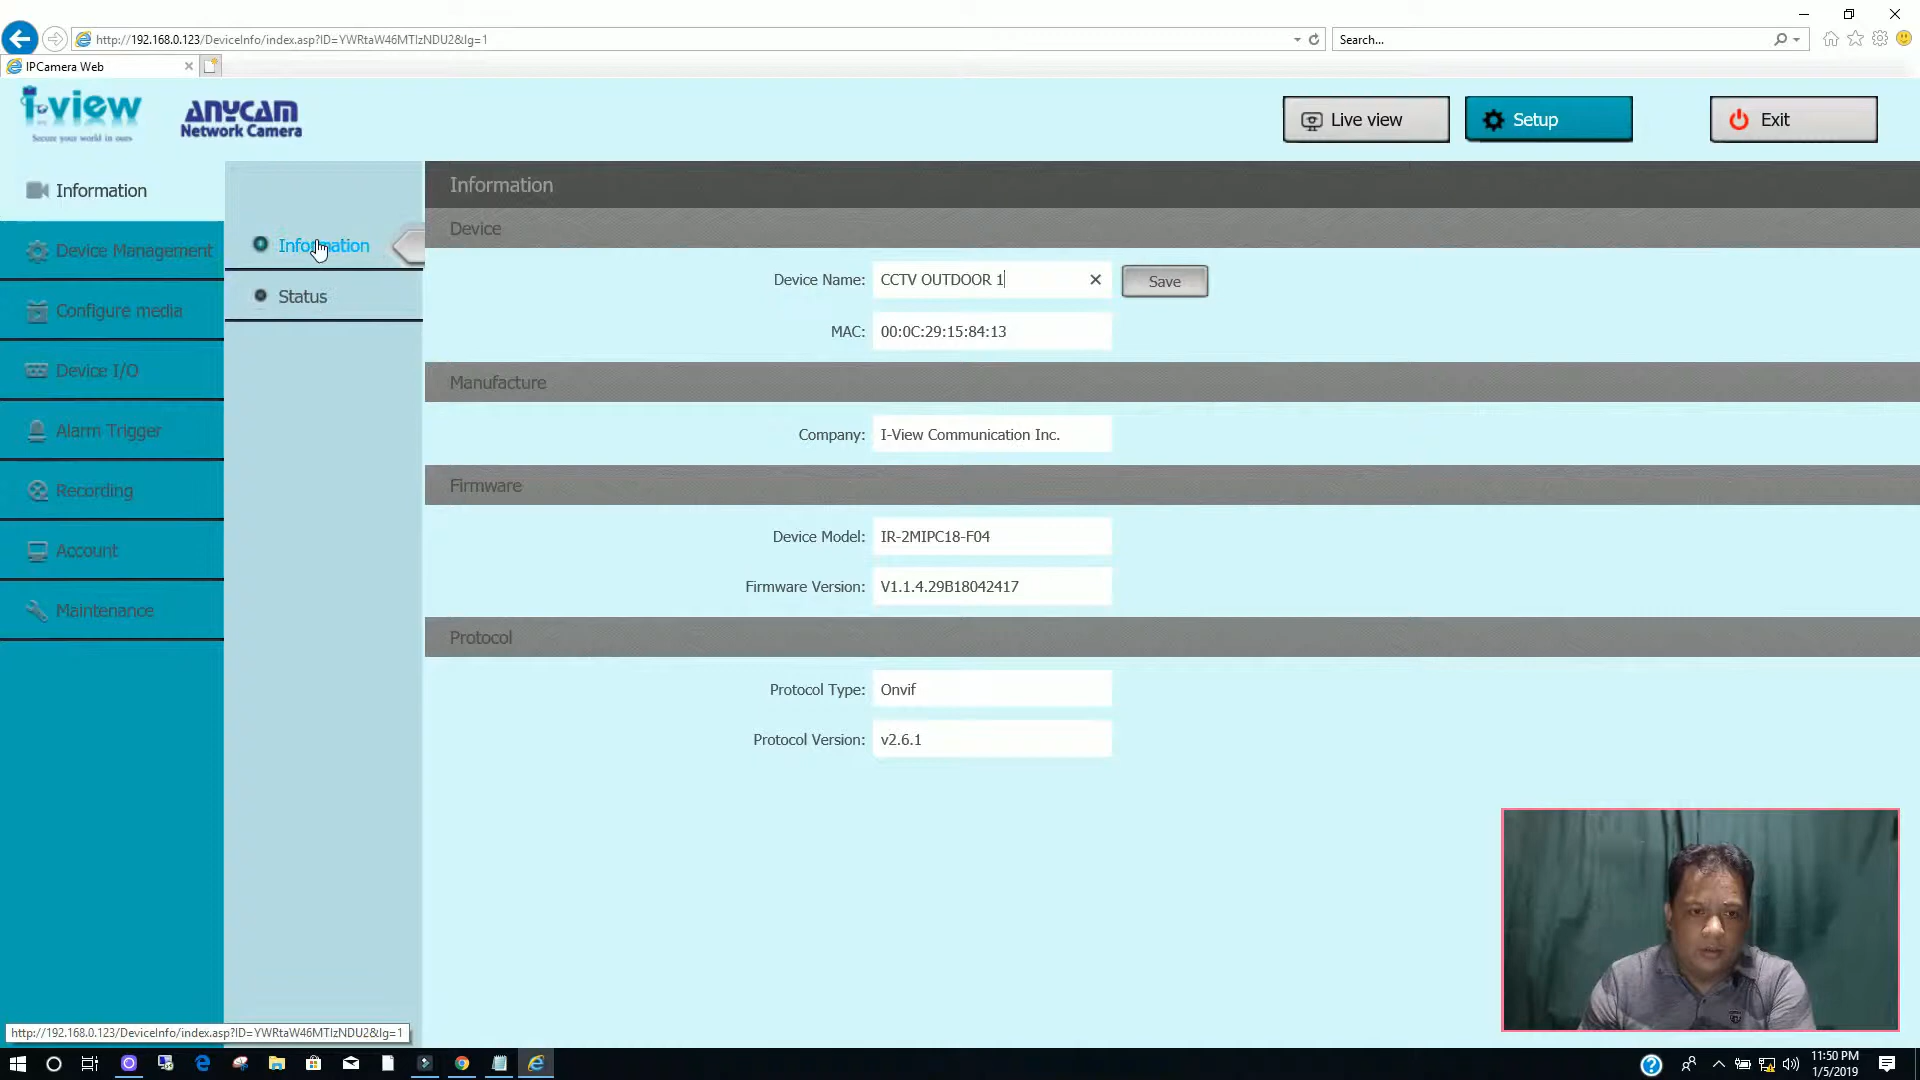 http://192.168.0.123/DeviceInfo/index.asp?ID=YWRtaW46MTIzNDU2&lg=1
Search...
IPCamera Web
i-view
Secure your world in ours
ANYCAM
Network Camera
Live view
Setup
Exit
Information
Device Management
Configure media
Device I/O
Alarm Trigger
Recording
Account
Maintenance
Information
Status
Information
Device
Device Name: CCTV OUTDOOR 1
Save
MAC: 00:0C:29:15:84:13
Manufacture
Company: I-View Communication Inc.
Firmware
Device Model: IR-2MIPC18-F04
Firmware Version: V1.1.4.29B18042417
Protocol
Protocol Type: Onvif
Protocol Version: v2.6.1
http://192.168.0.123/DeviceInfo/index.asp?ID=YWRtaW46MTIzNDU2&lg=1
11:50 PM
1/5/2019